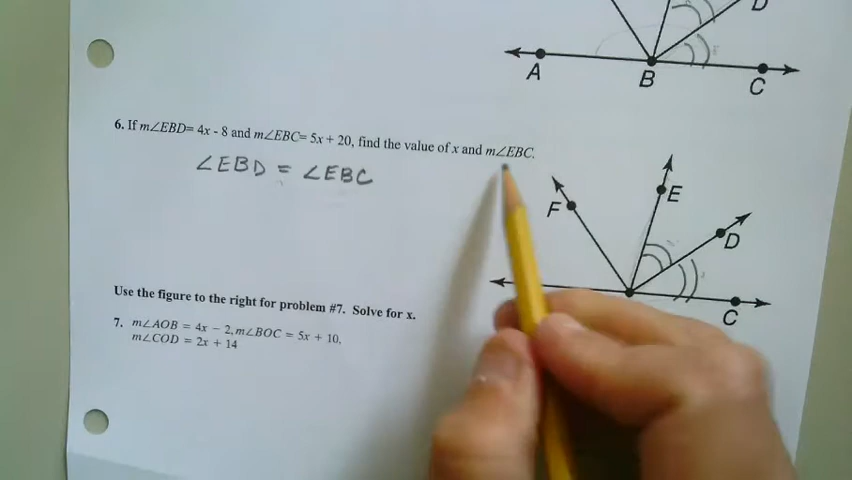 D
A
B
C
6. If m∠EBD= 4x - 8 and m∠EBC= 5x + 20, find the value of x and m∠EBC.
∠EBD = ∠EBC
E
F
D
C
Use the figure to the right for problem #7. Solve for x.
7. m∠AOB = 4x − 2, m∠BOC = 5x + 10,
m∠COD = 2x + 14